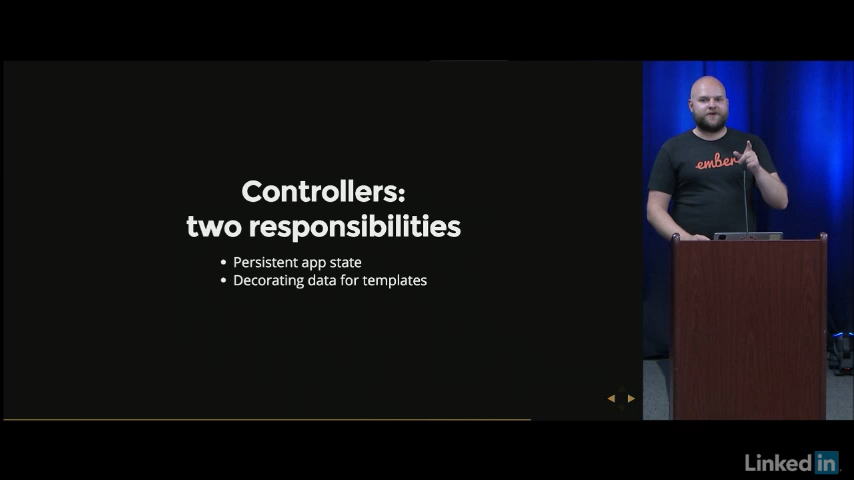 Controllers:
two responsibilities
• Persistent app state
• Decorating data for templates
ember
Linked in